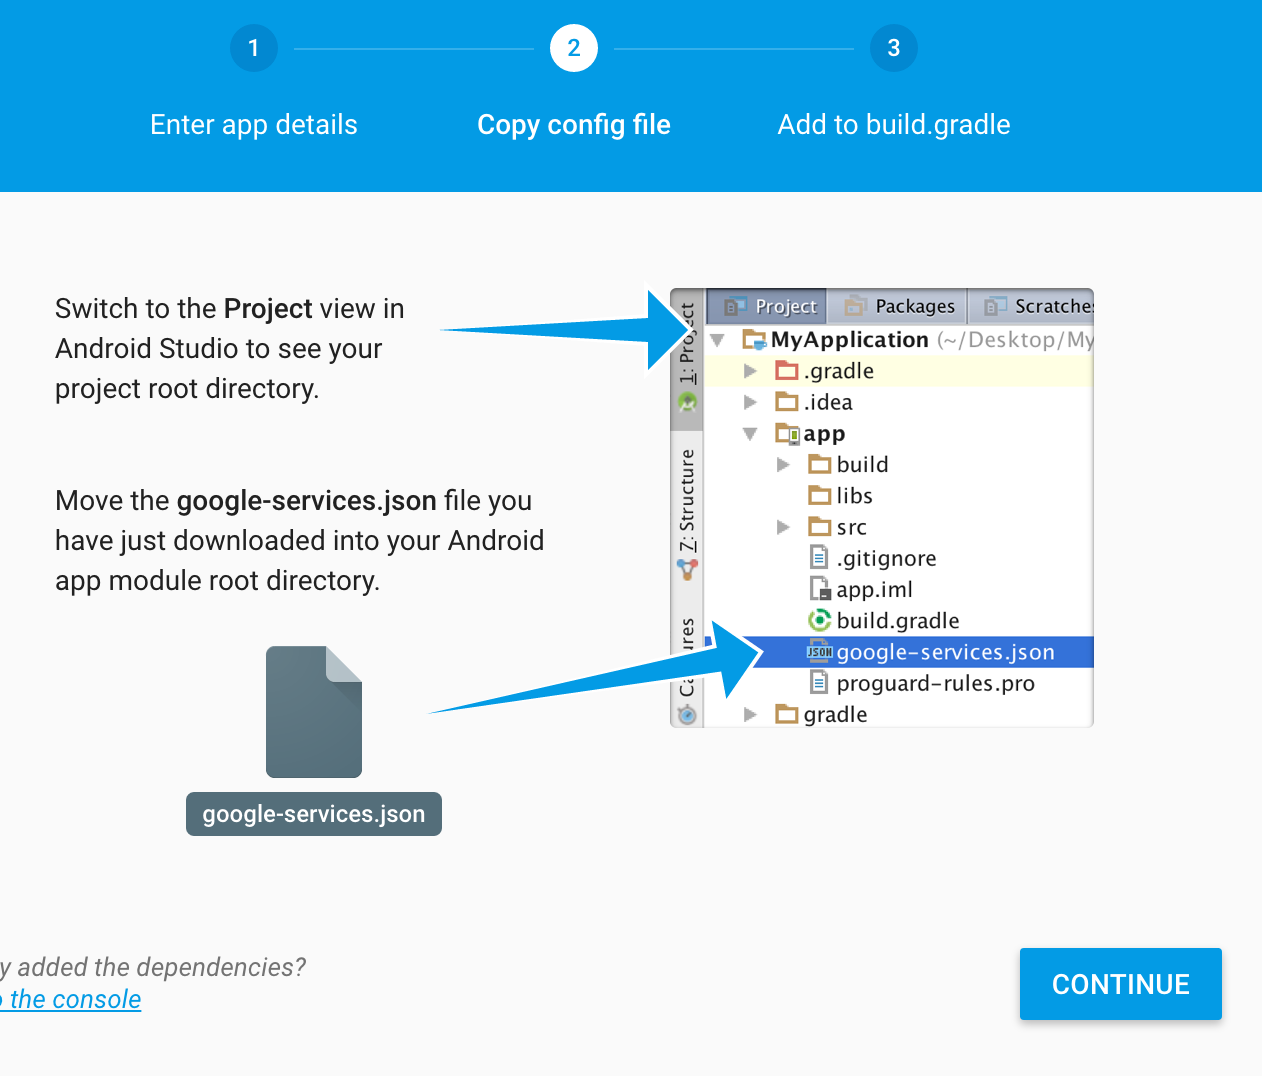 1
2
3
Enter app details
Copy config file
Add to build.gradle
Switch to the Project view in
Android Studio to see your
project root directory.
Move the google-services.json file you
have just downloaded into your Android
app module root directory.
google-services.json
1: Project
Z: Structure
Project
Packages
Scratches
MyApplication (~/Desktop/My
.gradle
.idea
app
build
libs
src
.gitignore
app.iml
build.gradle
JSON google-services.json
proguard-rules.pro
gradle
y added the dependencies?
the console
CONTINUE